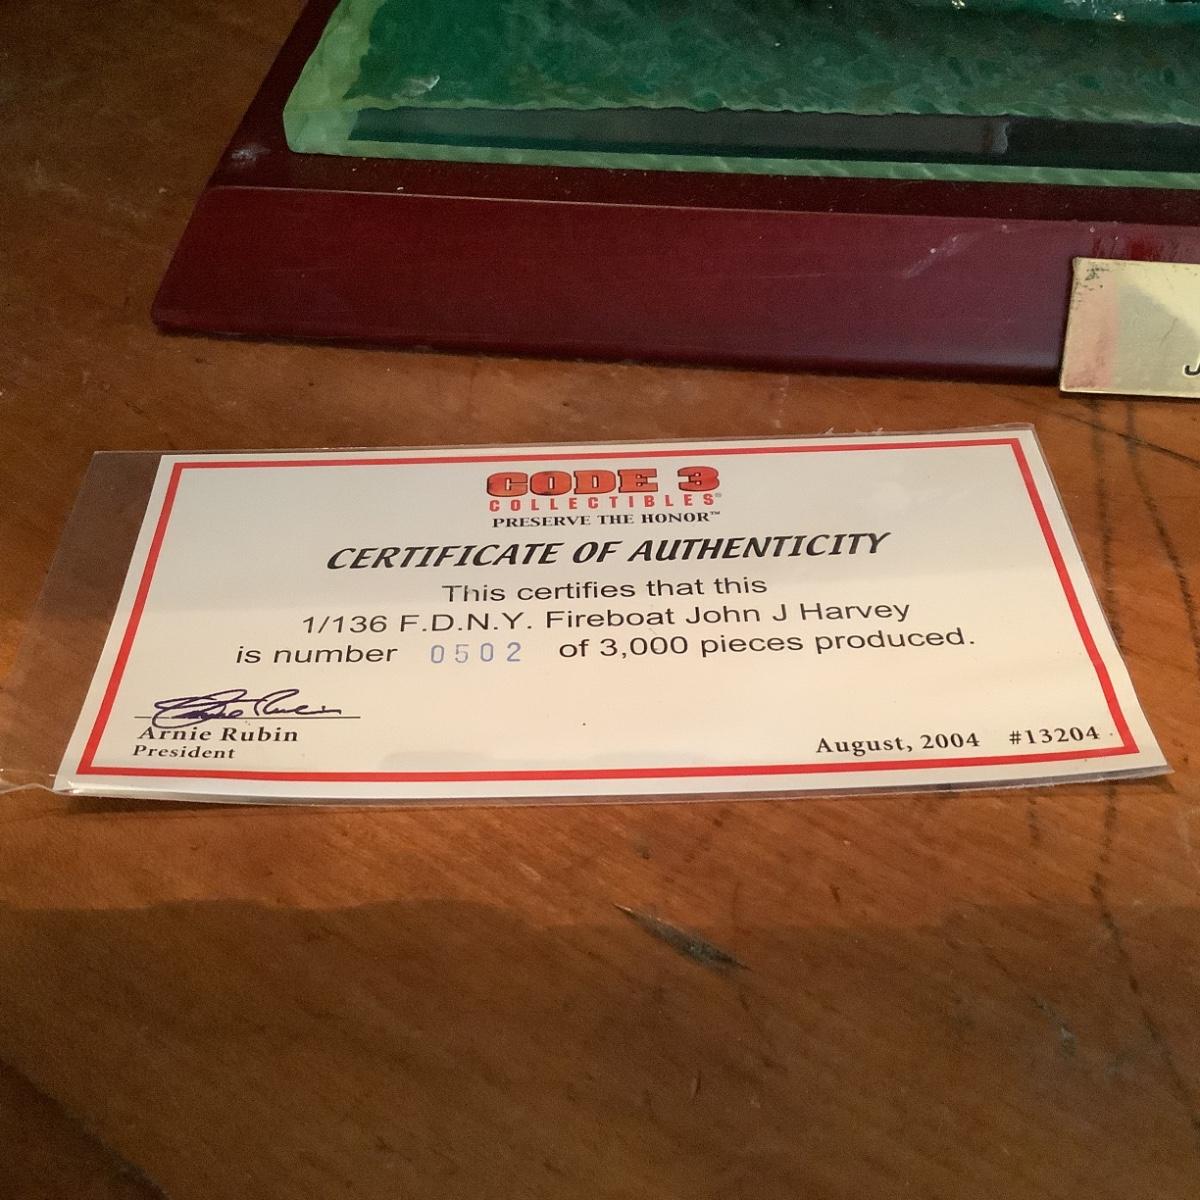 CODE 3
COLLECTIBLES®
PRESERVE THE HONOR™
CERTIFICATE OF AUTHENTICITY
This certifies that this
1/136 F.D.N.Y. Fireboat John J Harvey
is number 0502 of 3,000 pieces produced.
Arnie Rubin
President
August, 2004 #13204
J